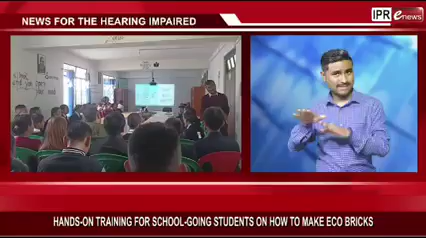 NEWS FOR THE HEARING IMPAIRED
IPR enews
HANDS-ON TRAINING FOR SCHOOL-GOING STUDENTS ON HOW TO MAKE ECO BRICKS